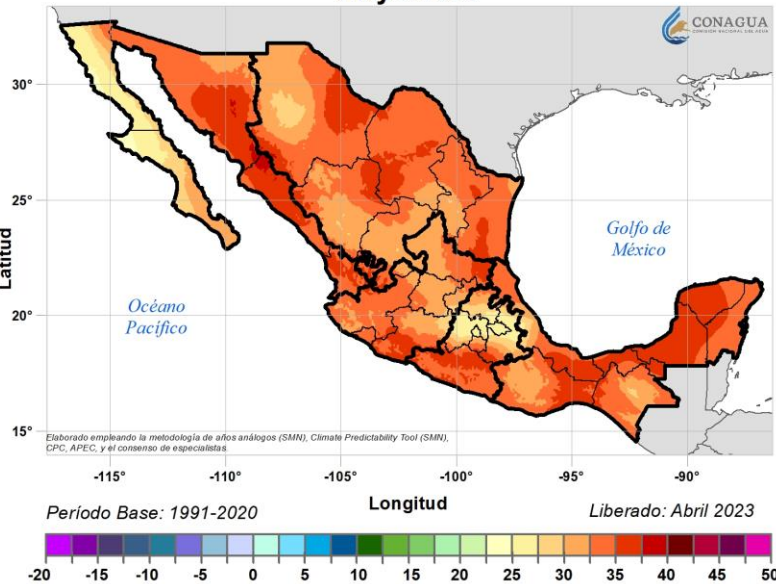 CONAGUA
COMISIÓN NACIONAL DEL AGUA
30°
25°
20°
15°
Latitud
Golfo de
México
Océano
Pacífico
Elaborado empleando la metodología de años análogos (SMN), Climate Predictability Tool (SMN),
CPC, APEC, y el consenso de especialistas.
-115° -110° -105° -100° -95° -90°
Longitud
Período Base: 1991-2020
Liberado: Abril 2023
-20 -15 -10 -5 0 5 10 15 20 25 30 35 40 45 50